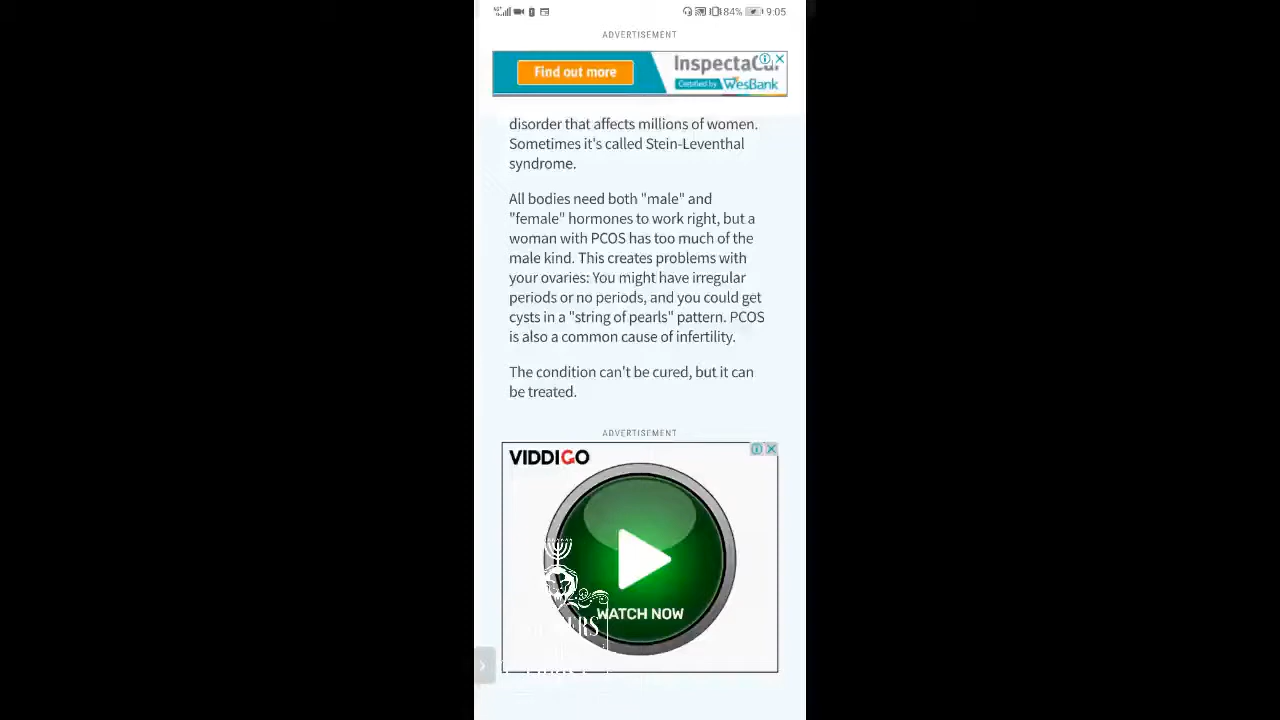 84%
9:05
ADVERTISEMENT
Find out more
InspectaCar
Certified by WesBank
disorder that affects millions of women.
Sometimes it's called Stein-Leventhal
syndrome.
All bodies need both "male" and
"female" hormones to work right, but a
woman with PCOS has too much of the
male kind. This creates problems with
your ovaries: You might have irregular
periods or no periods, and you could get
cysts in a "string of pearls" pattern. PCOS
is also a common cause of infertility.
The condition can't be cured, but it can
be treated.
ADVERTISEMENT
VIDDIGO
WATCH NOW